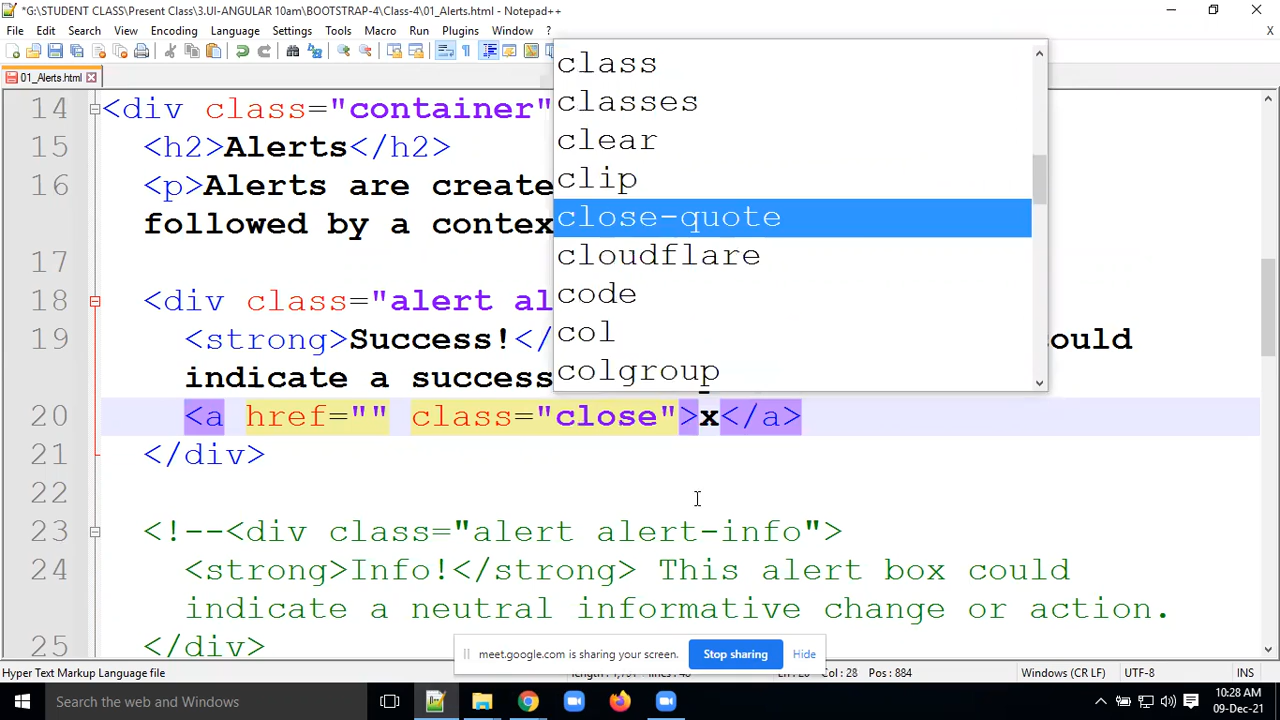 *G:\STUDENT CLASS\Present Class\3.UI-ANGULAR 10am\BOOTSTRAP-4\Class-4\01_Alerts.html - Notepad++
File Edit Search View Encoding Language Settings Tools Macro Run Plugins Window ?
01_Alerts.html
14 <div class="container"
15 <h2>Alerts</h2>
16 <p>Alerts are create
followed by a contex
17
18 <div class="alert al
19 <strong>Success!</ ould
indicate a success
20 <a href="" class="close">x</a>
21 </div>
22
23 <!--<div class="alert alert-info">
24 <strong>Info!</strong> This alert box could
indicate a neutral informative change or action.
25 </div>
class
classes
clear
clip
close-quote
cloudflare
code
col
colgroup
meet.google.com is sharing your screen. Stop sharing Hide
Hyper Text Markup Language file Col : 28 Pos : 884 Windows (CR LF) UTF-8 INS
Search the web and Windows
10:28 AM
09-Dec-21